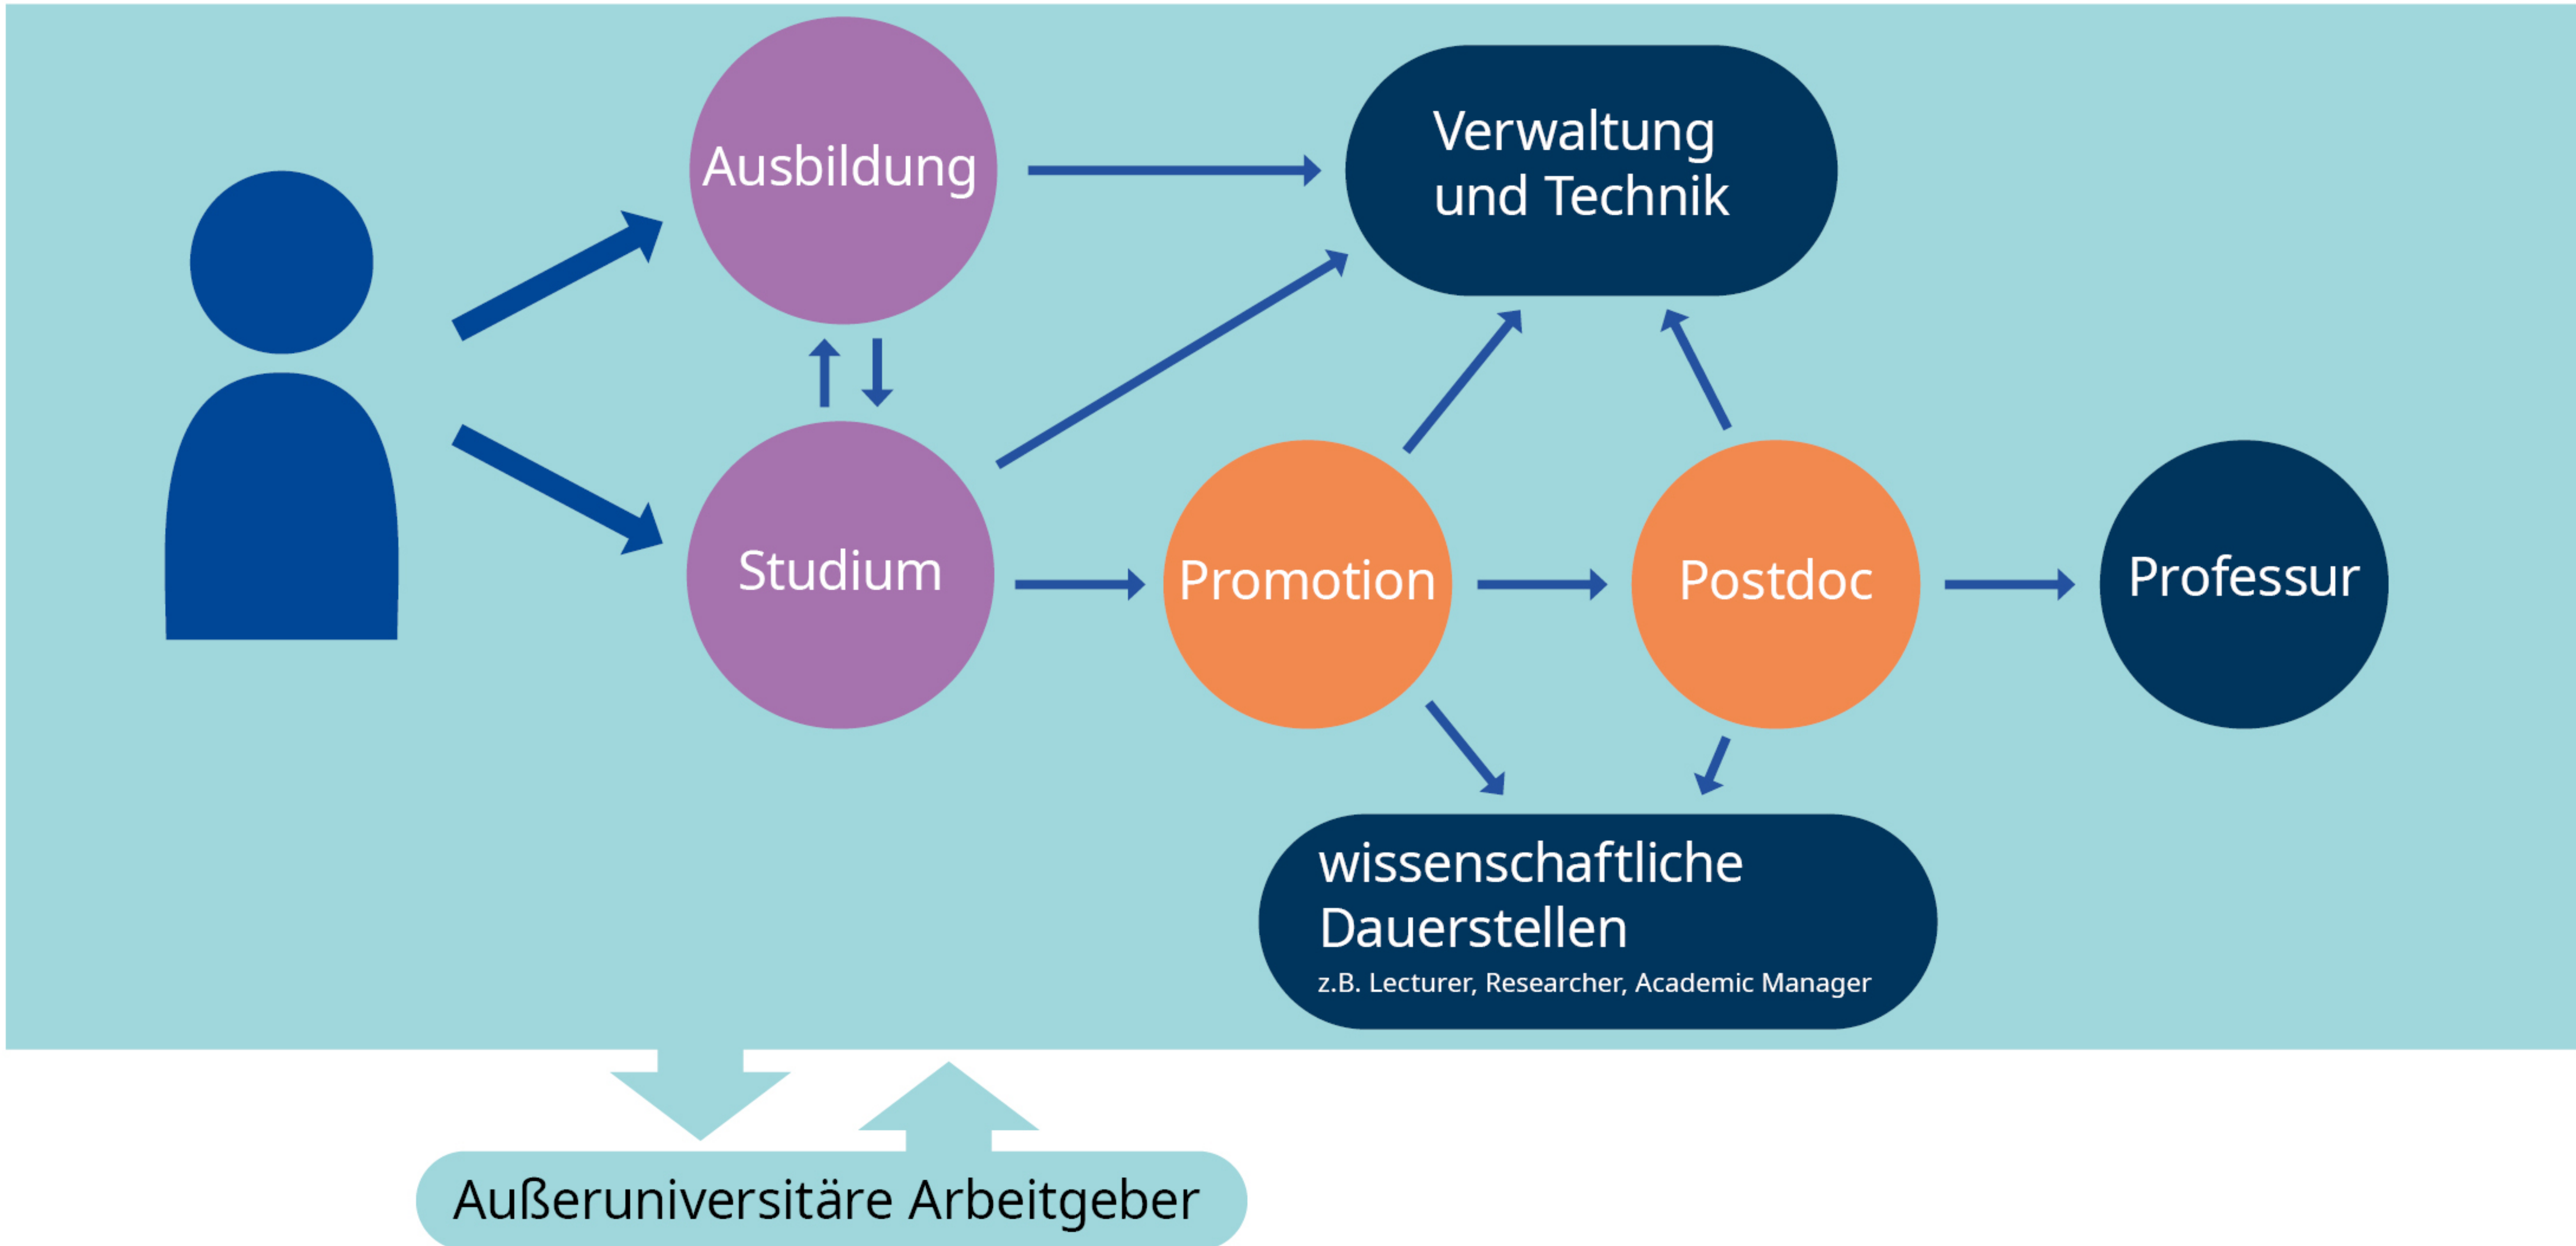 Ausbildung
Verwaltung
und Technik
Studium
Promotion
Postdoc
Professur
wissenschaftliche
Dauerstellen
z.B. Lecturer, Researcher, Academic Manager
Außeruniversitäre Arbeitgeber